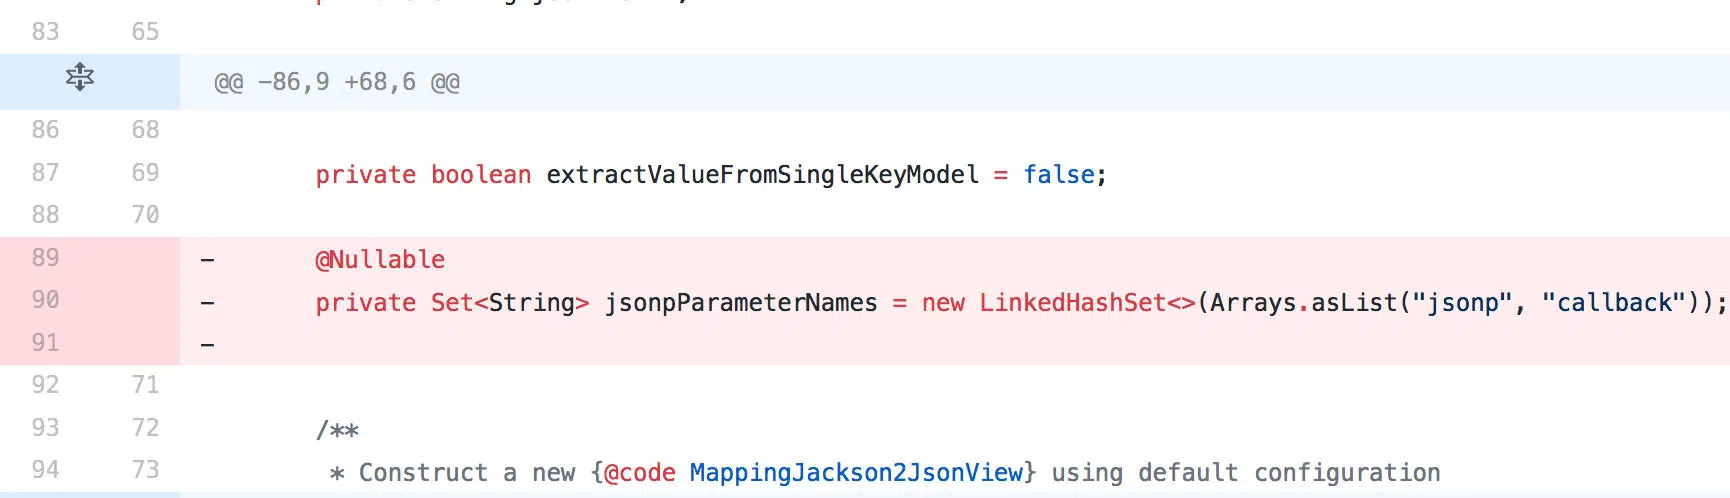 83 65
@@ -86,9 +68,6 @@
86 68
87 69 private boolean extractValueFromSingleKeyModel = false;
88 70
89 - @Nullable
90 - private Set<String> jsonpParameterNames = new LinkedHashSet<>(Arrays.asList("jsonp", "callback"));
91 -
92 71
93 72 /**
94 73 * Construct a new {@code MappingJackson2JsonView} using default configuration